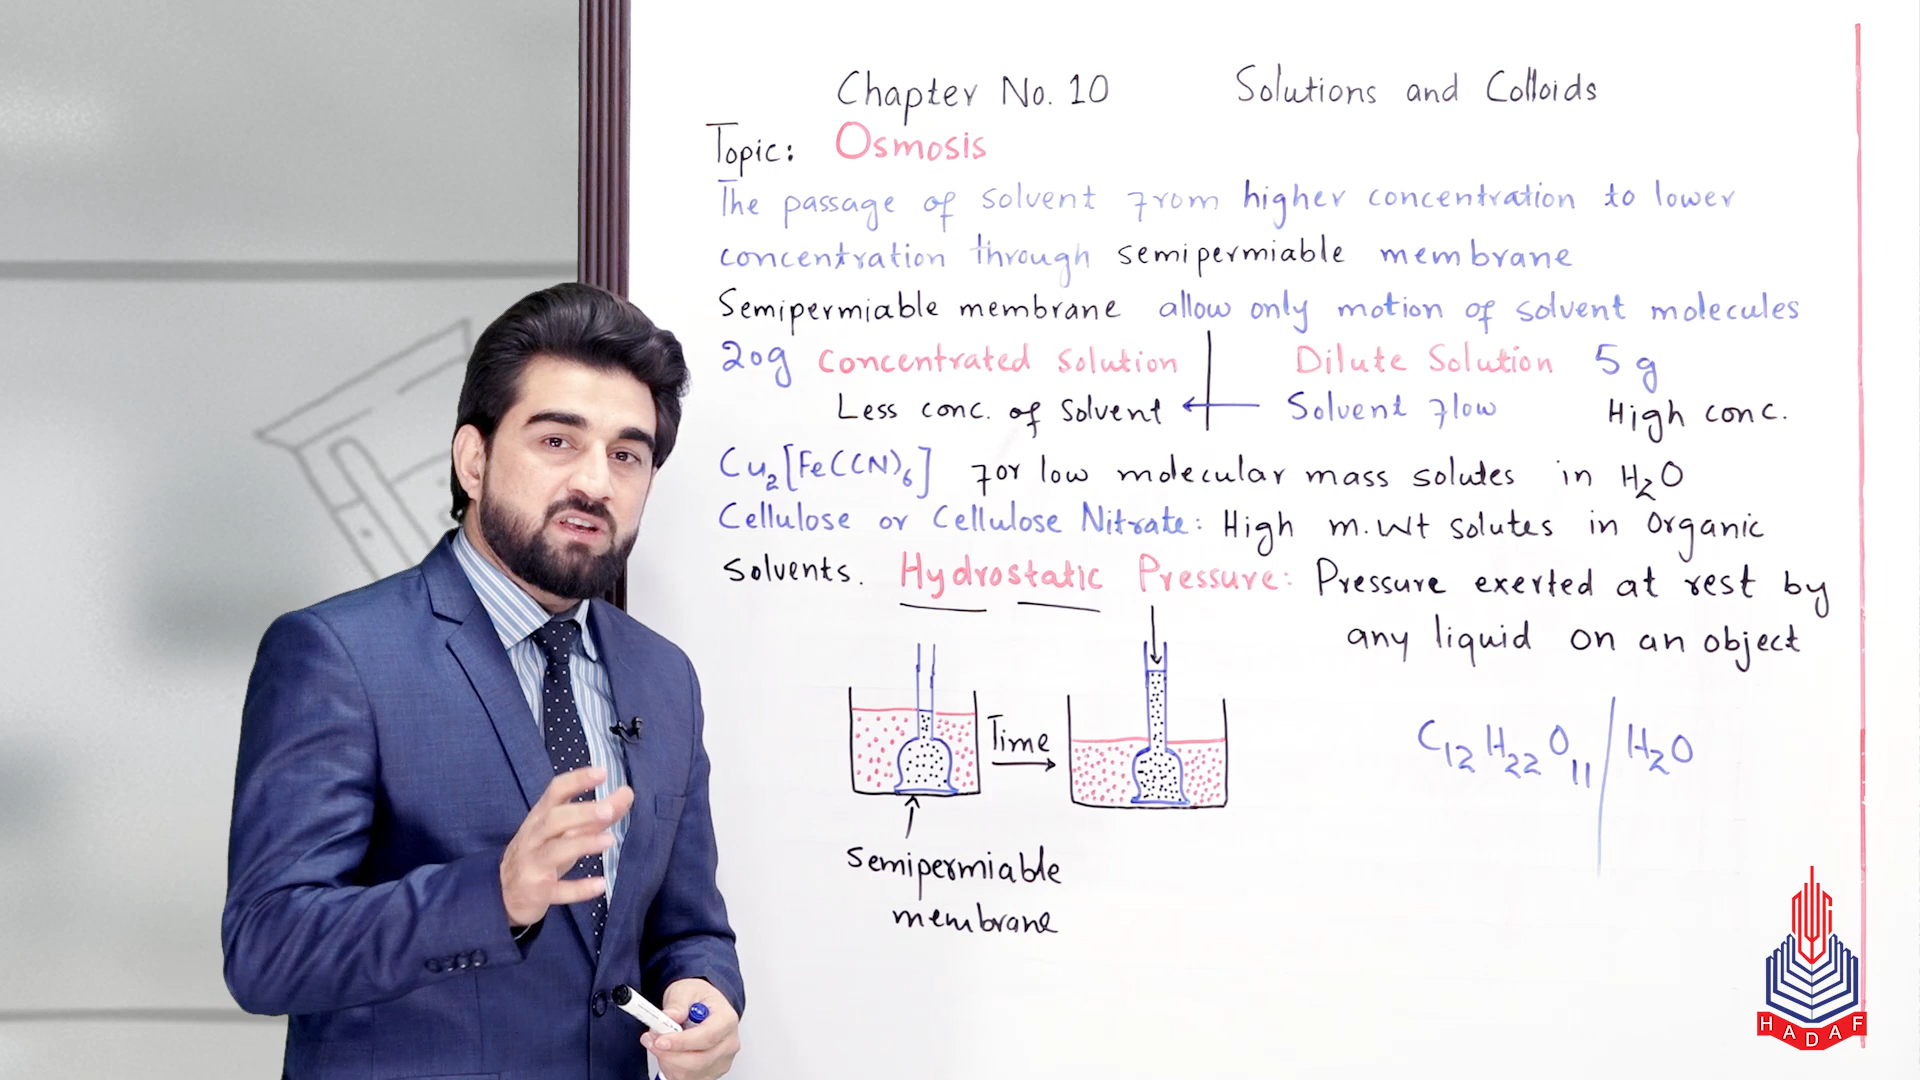 Chapter No. 10 Solutions and Colloids
Topic: Osmosis
The passage of solvent from higher concentration to lower
concentration through semipermiable membrane
Semipermiable membrane allow only motion of solvent molecules
20g Concentrated Solution Dilute Solution 5 g
Less conc. of Solvent Solvent flow High conc.
Cu₂[Fe(CN)₆] for low molecular mass solutes in H₂O
Cellulose or Cellulose Nitrate: High m.wt solutes in organic
Solvents. Hydrostatic Pressure: Pressure exerted at rest by
any liquid on an object
Time
C₁₂H₂₂O₁₁ H₂O
Semipermiable
membrane
HADAF